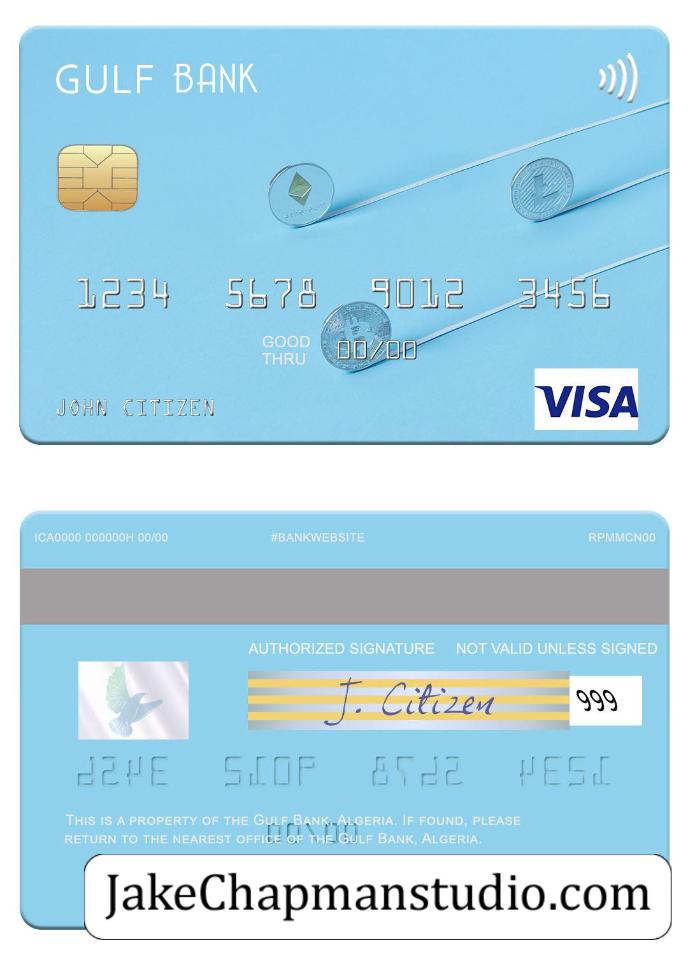 GULF BANK
1234 5678 9012 3456
GOOD
THRU
00/00
JOHN CITIZEN
VISA
ICA0000 000000H 00/00 #BANKWEBSITE RPMMCN00
AUTHORIZED SIGNATURE NOT VALID UNLESS SIGNED
J. Citizen
999
THIS IS A PROPERTY OF THE GULF BANK, ALGERIA. IF FOUND, PLEASE
RETURN TO THE NEAREST OFFICE OF THE GULF BANK, ALGERIA.
JakeChapmanstudio.com